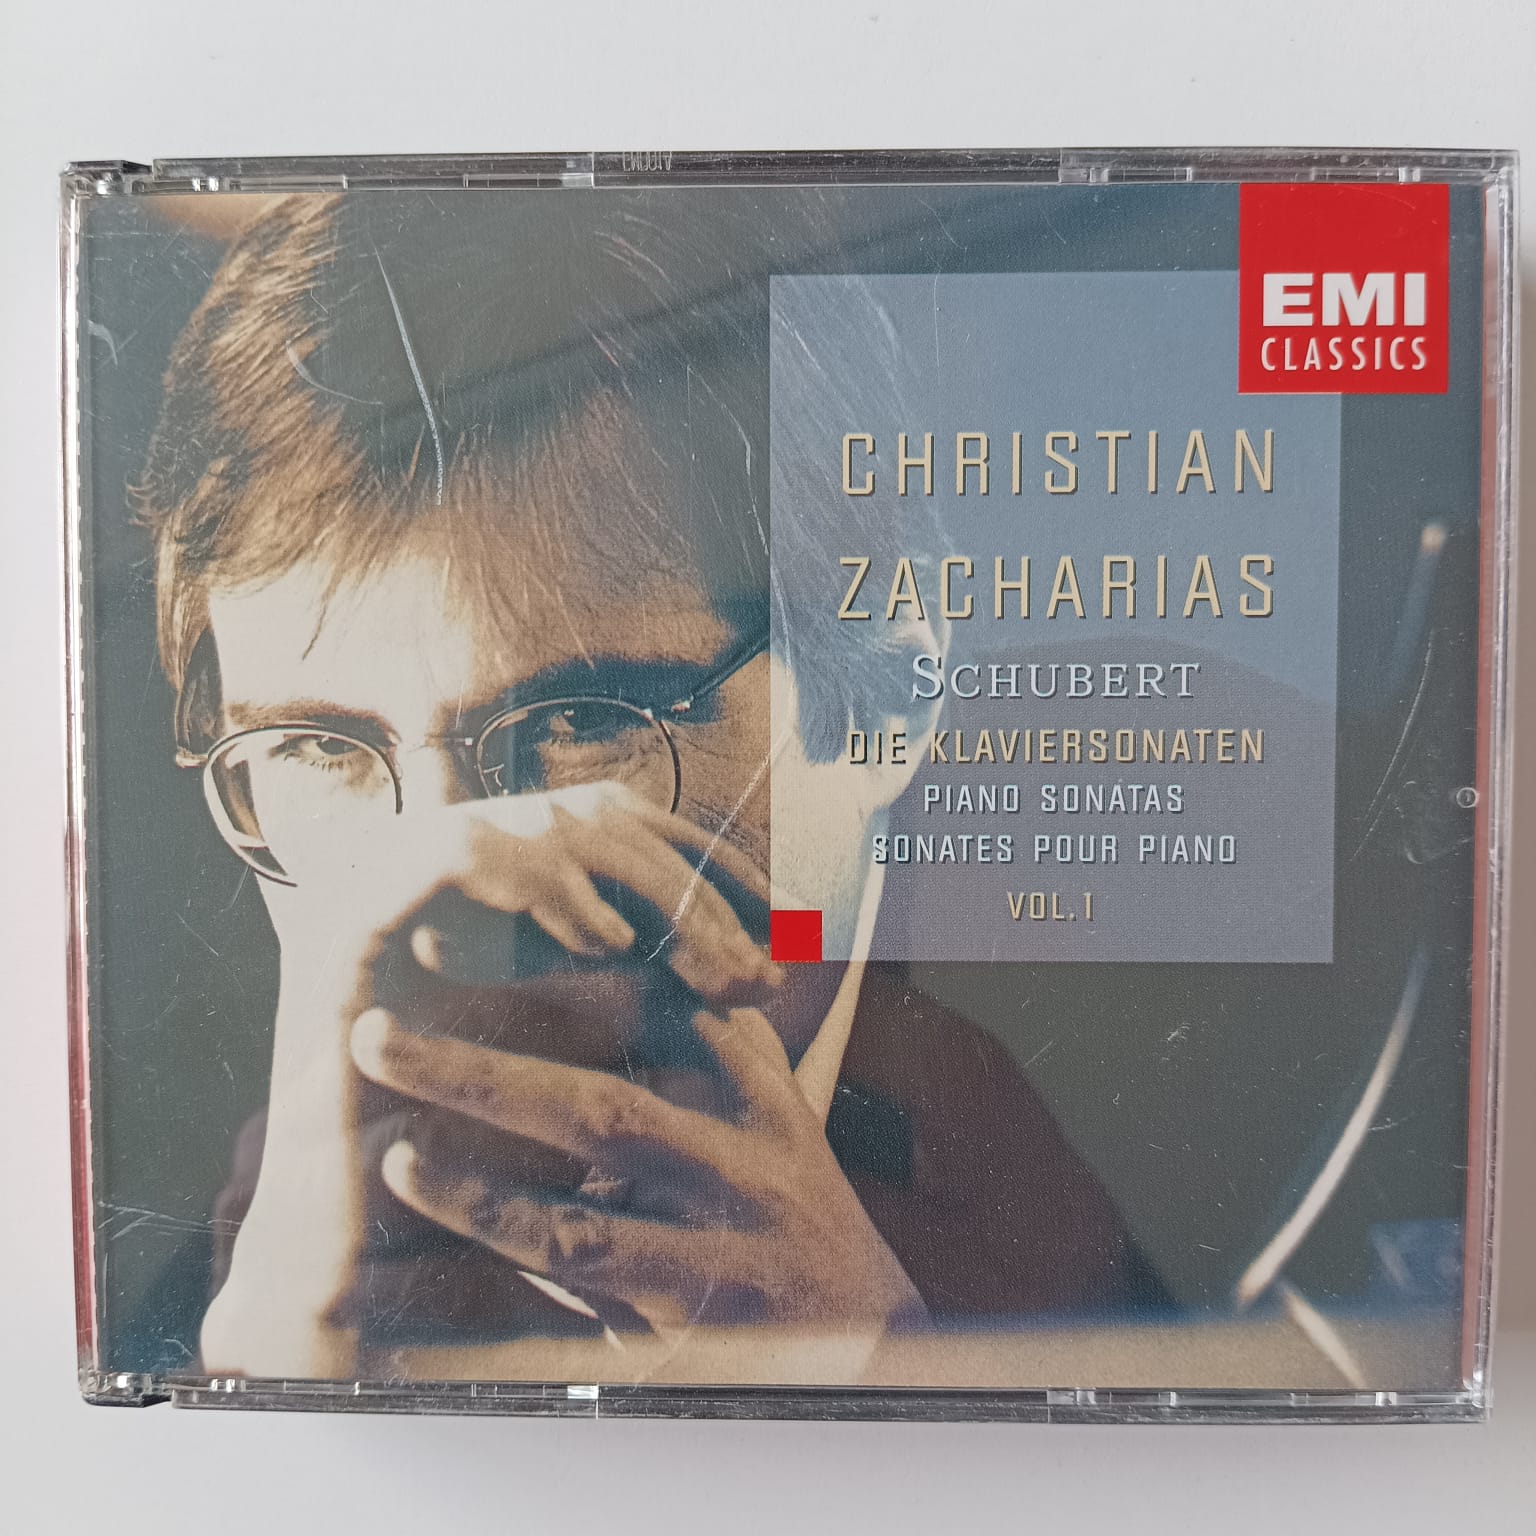 EMI
CLASSICS
CHRISTIAN
ZACHARIAS
SCHUBERT
DIE KLAVIERSONATEN
PIANO SONATAS
SONATES POUR PIANO
VOL.1